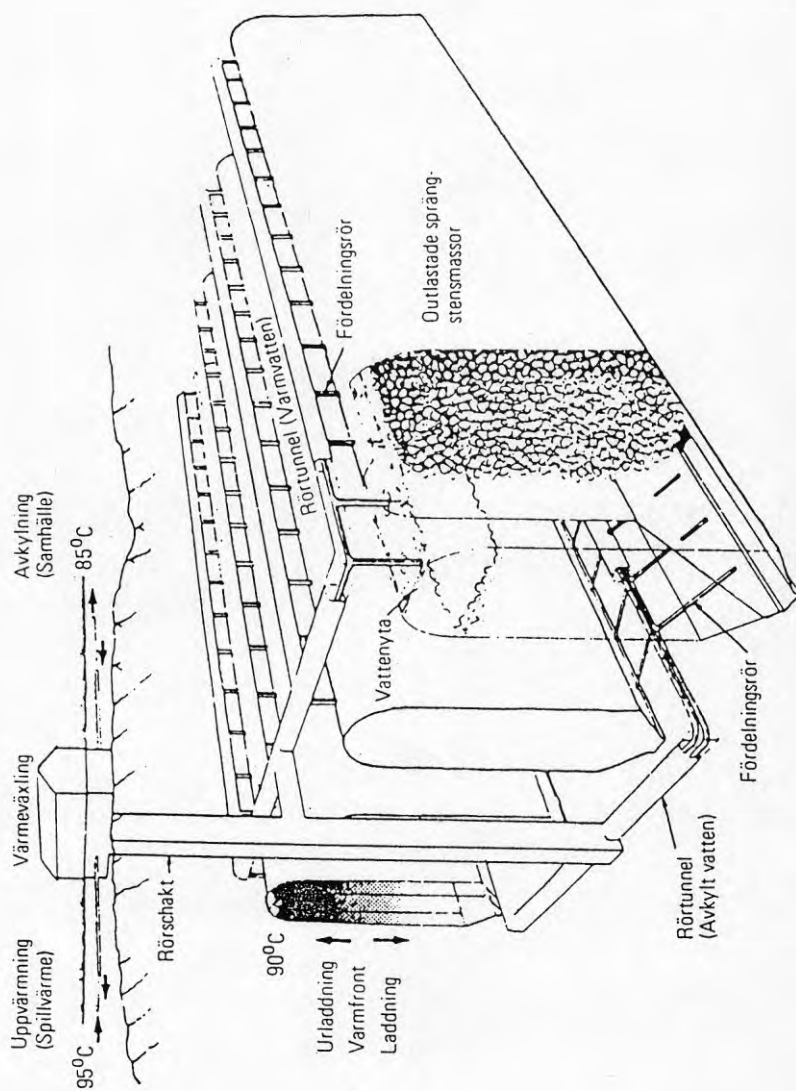 Uppvärmning
(Spillvärme)
Värmeväxling
Avkylning
(Samhälle)
95°C
85°C
Rörschakt
90°C
Urladdning
Varmfront
Laddning
Rörtunnel (Varmvatten)
Fördelningsrör
Vattenyta
Outlastade spräng-
stensmassor
Rörtunnel
(Avkylt vatten)
Fördelningsrör